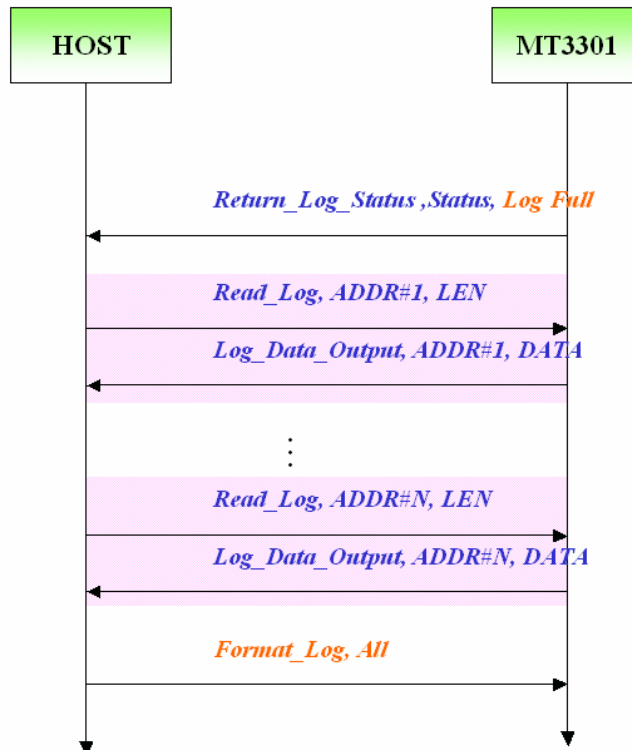 HOST
MT3301
Return_Log_Status ,Status, Log Full
Read_Log, ADDR#1, LEN
Log_Data_Output, ADDR#1, DATA
Read_Log, ADDR#N, LEN
Log_Data_Output, ADDR#N, DATA
Format_Log, All